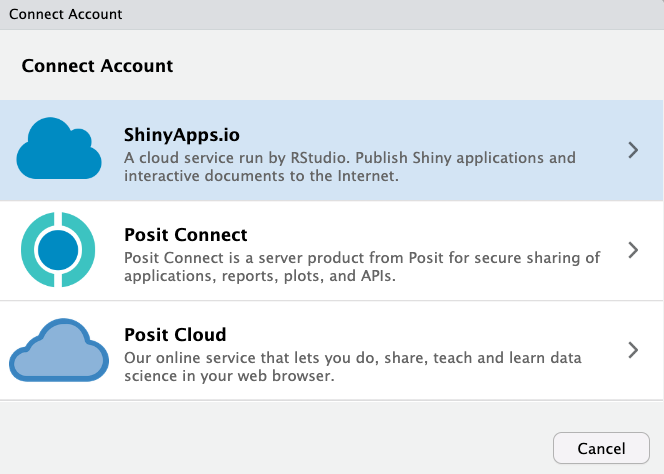 Connect Account
Connect Account
ShinyApps.io
A cloud service run by RStudio. Publish Shiny applications and
interactive documents to the Internet.
Posit Connect
Posit Connect is a server product from Posit for secure sharing of
applications, reports, plots, and APIs.
Posit Cloud
Our online service that lets you do, share, teach and learn data
science in your web browser.
Cancel